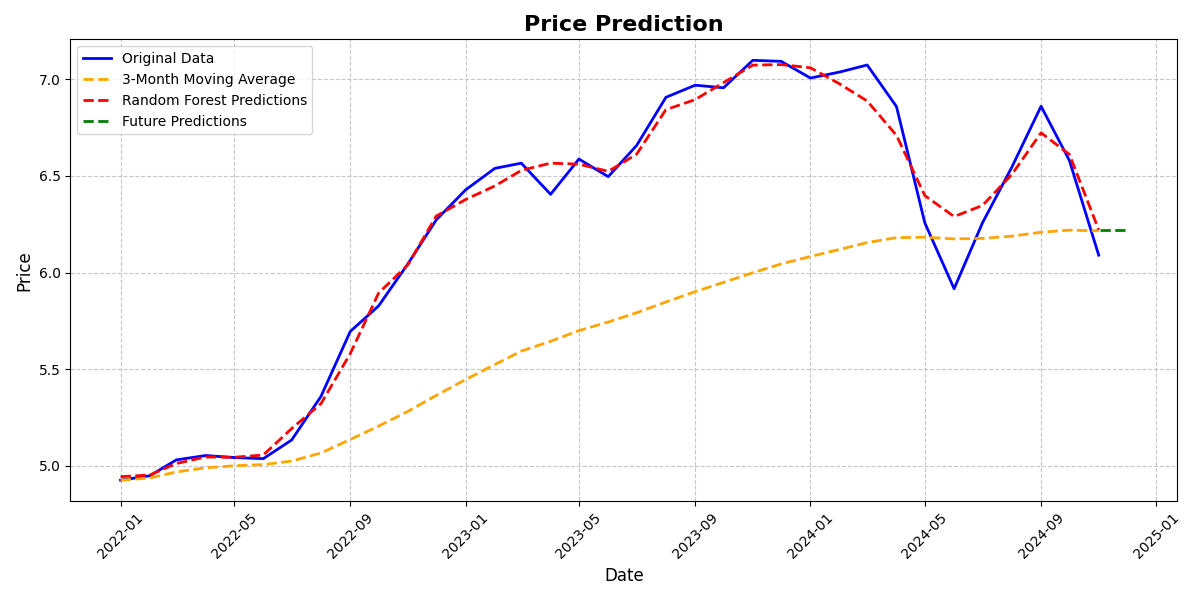 Price Prediction
Original Data
3-Month Moving Average
Random Forest Predictions
Future Predictions
Price
7.0
6.5
6.0
5.5
5.0
2022-01
2022-05
2022-09
2023-01
2023-05
2023-09
2024-01
2024-05
2024-09
2025-01
Date